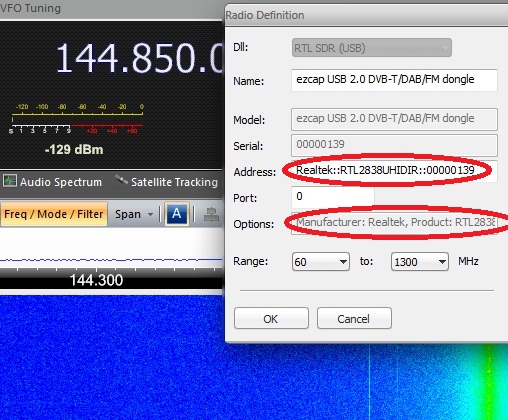 VFO Tuning
144.850.0
-120 -100 -80 -60 -40 -20 0
S 1 3 5 7 9 +20 +40 +60
-129 dBm
Audio Spectrum
Satellite Tracking
Freq / Mode / Filter
Span
A
144.300
Radio Definition
Dll: RTL SDR (USB)
Name: ezcap USB 2.0 DVB-T/DAB/FM dongle
Model: ezcap USB 2.0 DVB-T/DAB/FM dongle
Serial: 00000139
Address: Realtek::RTL2838UHIDIR::00000139
Port: 0
Options: Manufacturer: Realtek, Product: RTL2838
Range: 60 to: 1300 MHz
OK Cancel